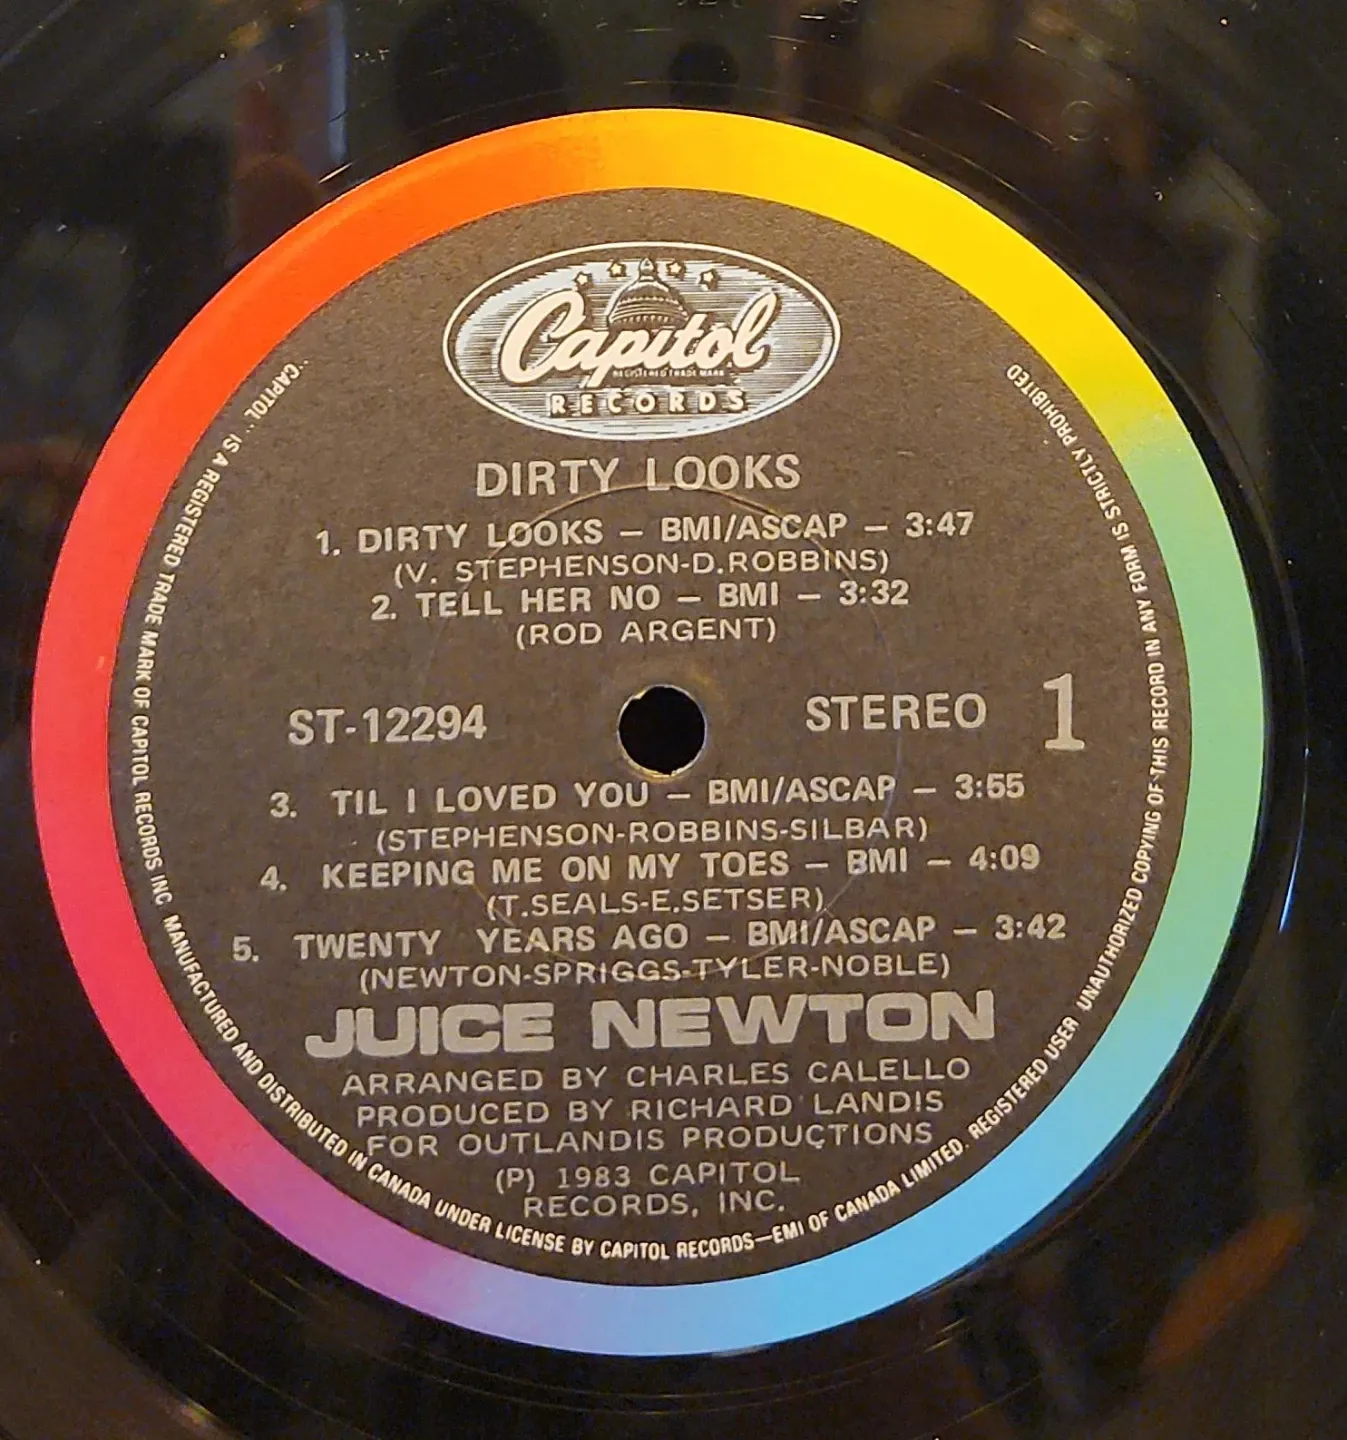 Capitol
REGISTERED TRADE MARK
RECORDS
DIRTY LOOKS
1. DIRTY LOOKS – BMI/ASCAP – 3:47
(V. STEPHENSON-D.ROBBINS)
2. TELL HER NO – BMI – 3:32
(ROD ARGENT)
ST-12294 STEREO 1
3. TIL I LOVED YOU – BMI/ASCAP – 3:55
(STEPHENSON-ROBBINS-SILBAR)
4. KEEPING ME ON MY TOES – BMI – 4:09
(T.SEALS-E.SETSER)
5. TWENTY YEARS AGO – BMI/ASCAP – 3:42
(NEWTON-SPRIGGS-TYLER-NOBLE)
JUICE NEWTON
ARRANGED BY CHARLES CALELLO
PRODUCED BY RICHARD LANDIS
FOR OUTLANDIS PRODUCTIONS
(P) 1983 CAPITOL
RECORDS, INC.
"CAPITOL" IS A REGISTERED TRADE MARK OF CAPITOL RECORDS INC. MANUFACTURED AND DISTRIBUTED IN CANADA UNDER LICENSE BY CAPITOL RECORDS—EMI OF CANADA LIMITED. REGISTERED USER UNAUTHORIZED COPYING OF THIS RECORD IN ANY FORM IS STRICTLY PROHIBITED